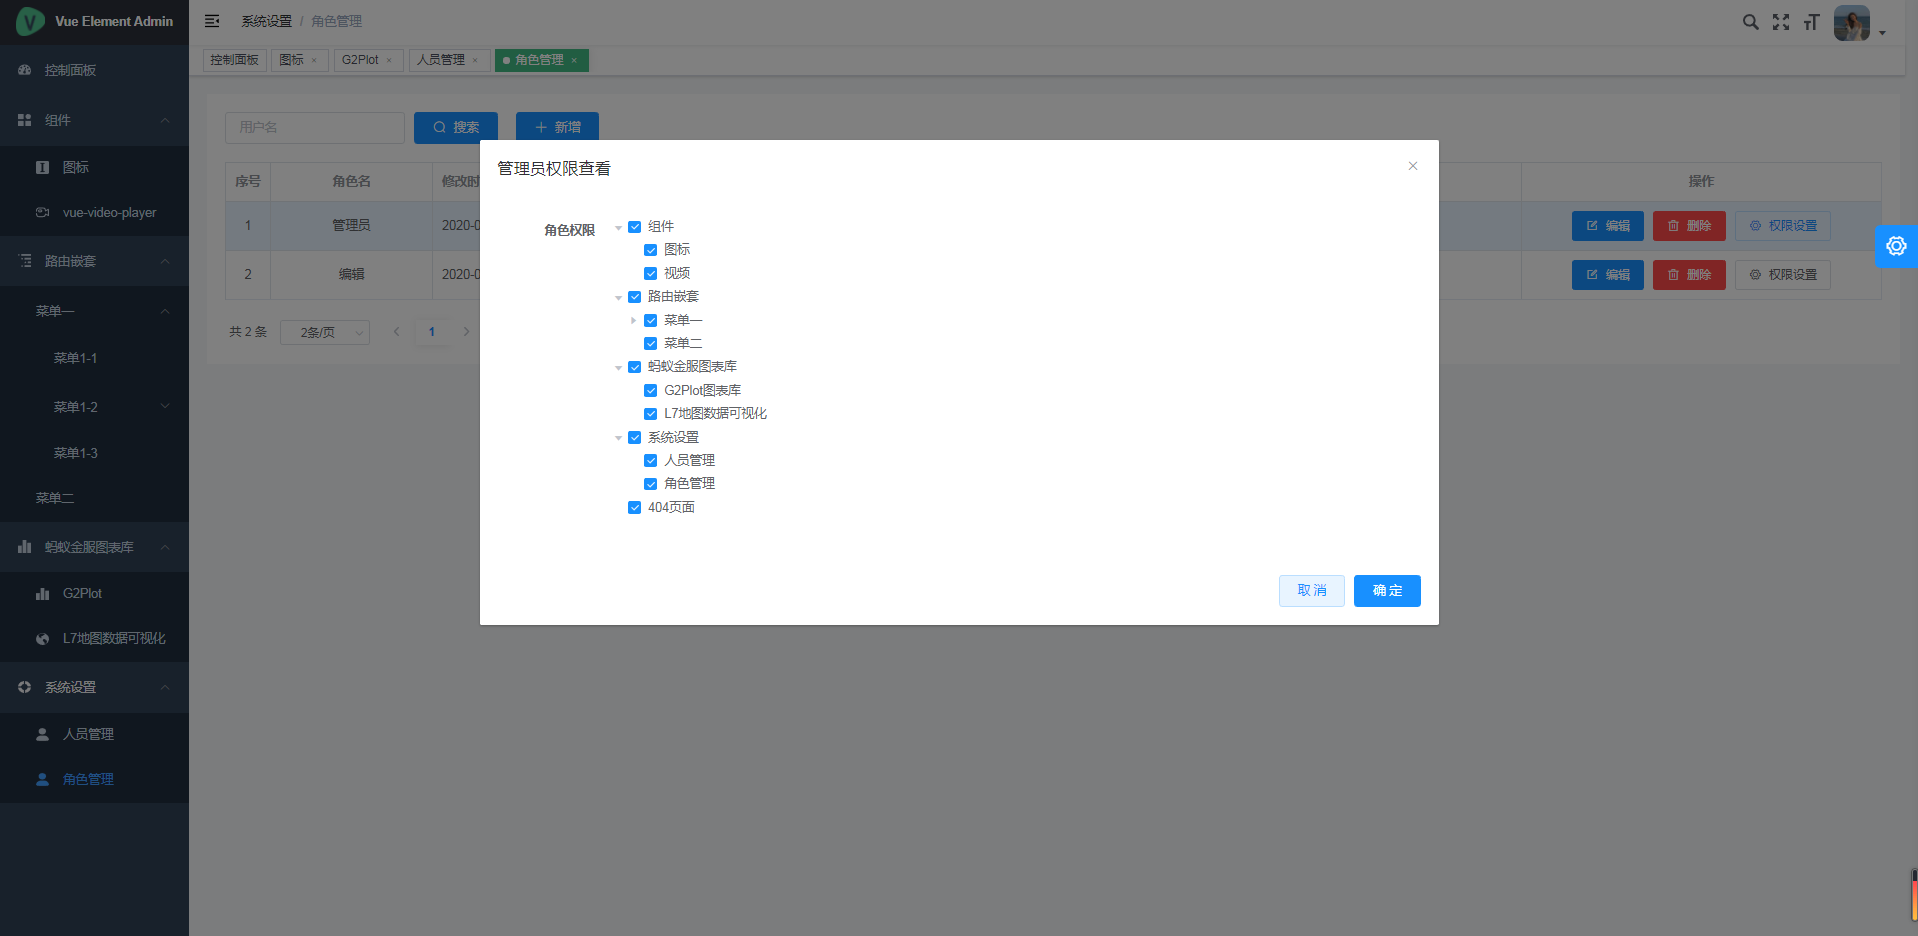 Vue Element Admin
系统设置 / 角色管理
控制面板 图标 × G2Plot × 人员管理 × 角色管理 ×
控制面板
组件
图标
vue-video-player
路由嵌套
菜单一
菜单1-1
菜单1-2
菜单1-3
菜单二
蚂蚁金服图表库
G2Plot
L7地图数据可视化
系统设置
人员管理
角色管理
用户名 搜索 新增
序号 角色名 修改时 操作
1 管理员 2020-0 编辑 删除 权限设置
2 编辑 2020-0 编辑 删除 权限设置
共 2 条 2条/页 1
管理员权限查看
角色权限
组件
图标
视频
路由嵌套
菜单一
菜单二
蚂蚁金服图表库
G2Plot图表库
L7地图数据可视化
系统设置
人员管理
角色管理
404页面
取消 确定